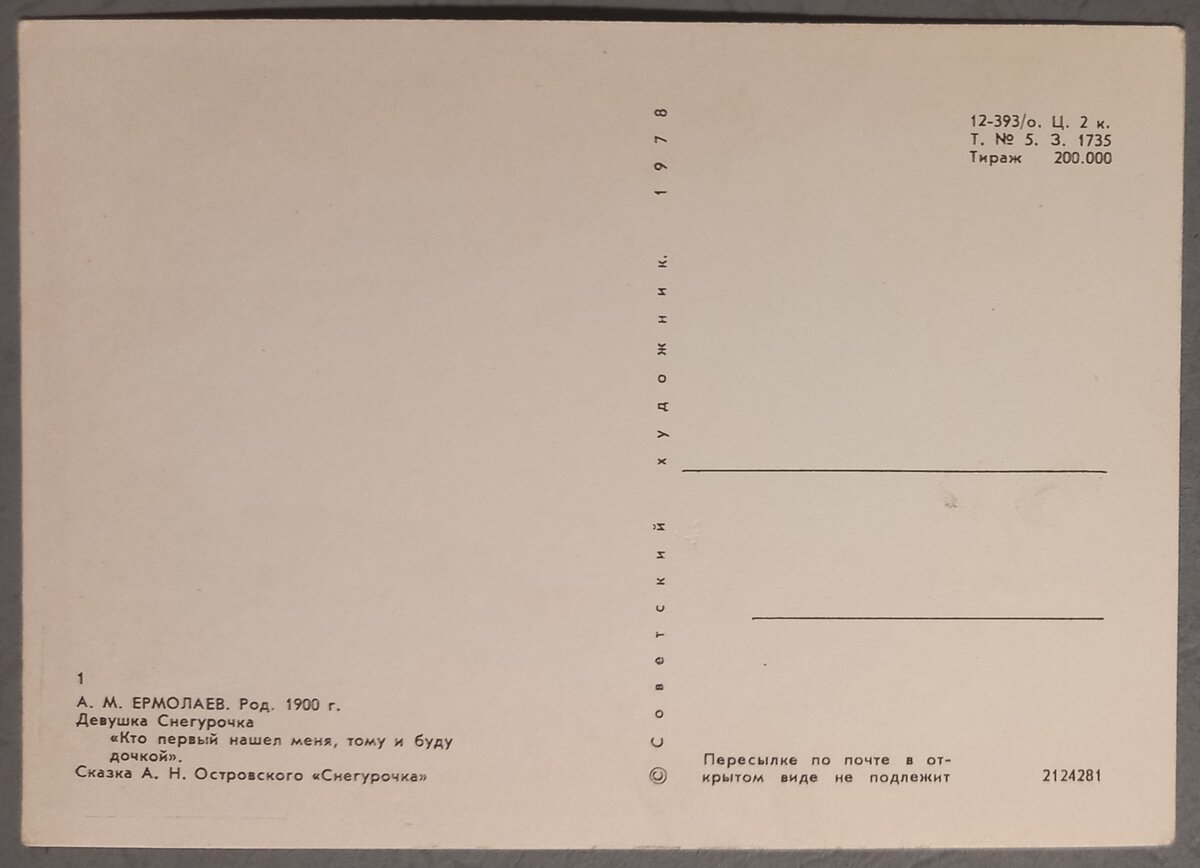 12-393/о. Ц. 2 к.
Т. № 5. З. 1735
Тираж 200.000
© Советский художник. 1978
1
А. М. ЕРМОЛАЕВ. Род. 1900 г.
Девушка Снегурочка
«Кто первый нашел меня, тому и буду
дочкой».
Сказка А. Н. Островского «Снегурочка»
Пересылке по почте в от-
крытом виде не подлежит
2124281